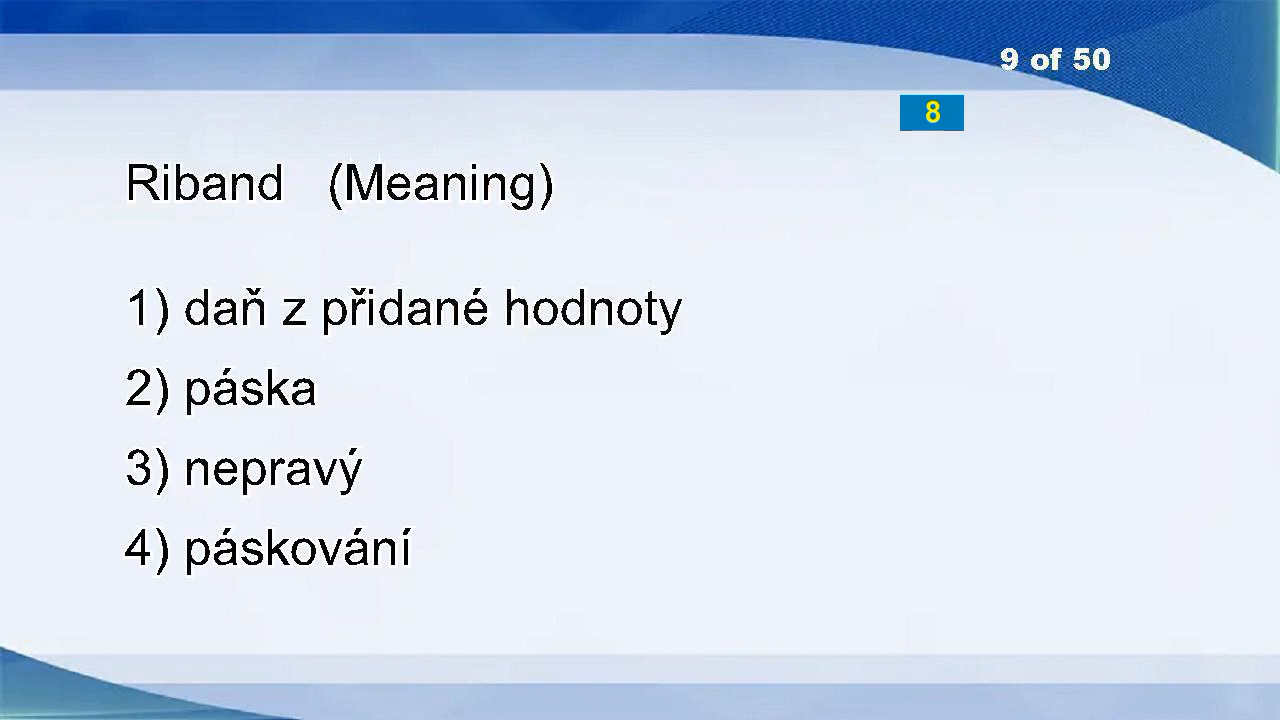 9 of 50
8
Riband (Meaning)
1) daň z přidané hodnoty
2) páska
3) nepravý
4) páskování